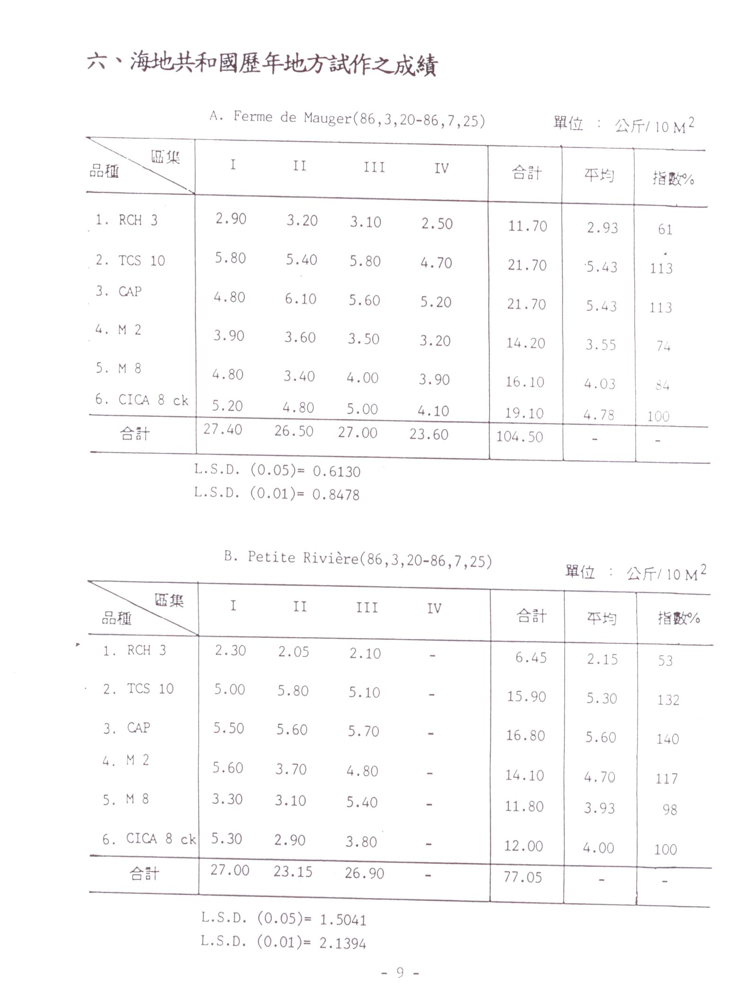 六、海地共和國歷年地方試作之成績
A. Ferme de Mauger(86,3,20-86,7,25) 單位 : 公斤/10 M²
區集 I II III IV 合計 平均 指數%
品種
1. RCH 3 2.90 3.20 3.10 2.50 11.70 2.93 61
2. TCS 10 5.80 5.40 5.80 4.70 21.70 5.43 113
3. CAP 4.80 6.10 5.60 5.20 21.70 5.43 113
4. M 2 3.90 3.60 3.50 3.20 14.20 3.55 74
5. M 8 4.80 3.40 4.00 3.90 16.10 4.03 84
6. CICA 8 ck 5.20 4.80 5.00 4.10 19.10 4.78 100
合計 27.40 26.50 27.00 23.60 104.50 - -
L.S.D. (0.05)= 0.6130
L.S.D. (0.01)= 0.8478
B. Petite Rivière(86,3,20-86,7,25) 單位 : 公斤/10 M²
區集 I II III IV 合計 平均 指數%
品種
1. RCH 3 2.30 2.05 2.10 - 6.45 2.15 53
2. TCS 10 5.00 5.80 5.10 - 15.90 5.30 132
3. CAP 5.50 5.60 5.70 - 16.80 5.60 140
4. M 2 5.60 3.70 4.80 - 14.10 4.70 117
5. M 8 3.30 3.10 5.40 - 11.80 3.93 98
6. CICA 8 ck 5.30 2.90 3.80 - 12.00 4.00 100
合計 27.00 23.15 26.90 - 77.05 - -
L.S.D. (0.05)= 1.5041
L.S.D. (0.01)= 2.1394
- 9 -